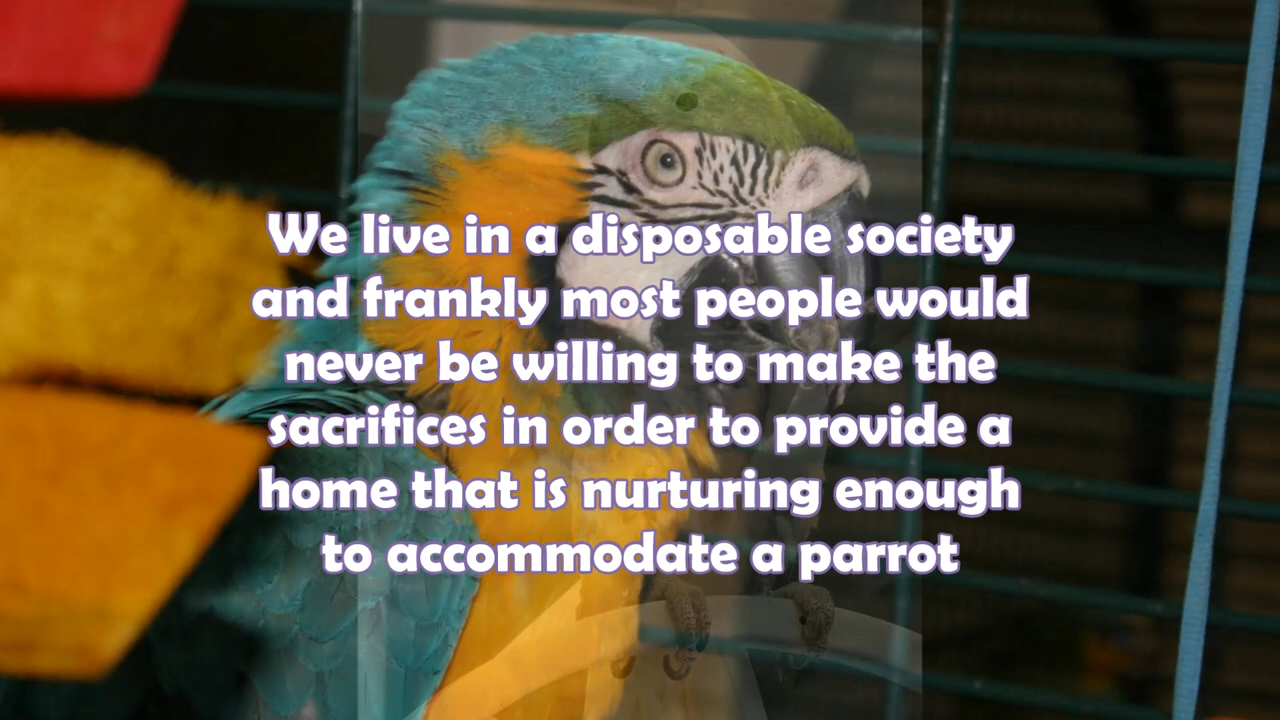 We live in a disposable society
and frankly most people would
never be willing to make the
sacrifices in order to provide a
home that is nurturing enough
to accommodate a parrot